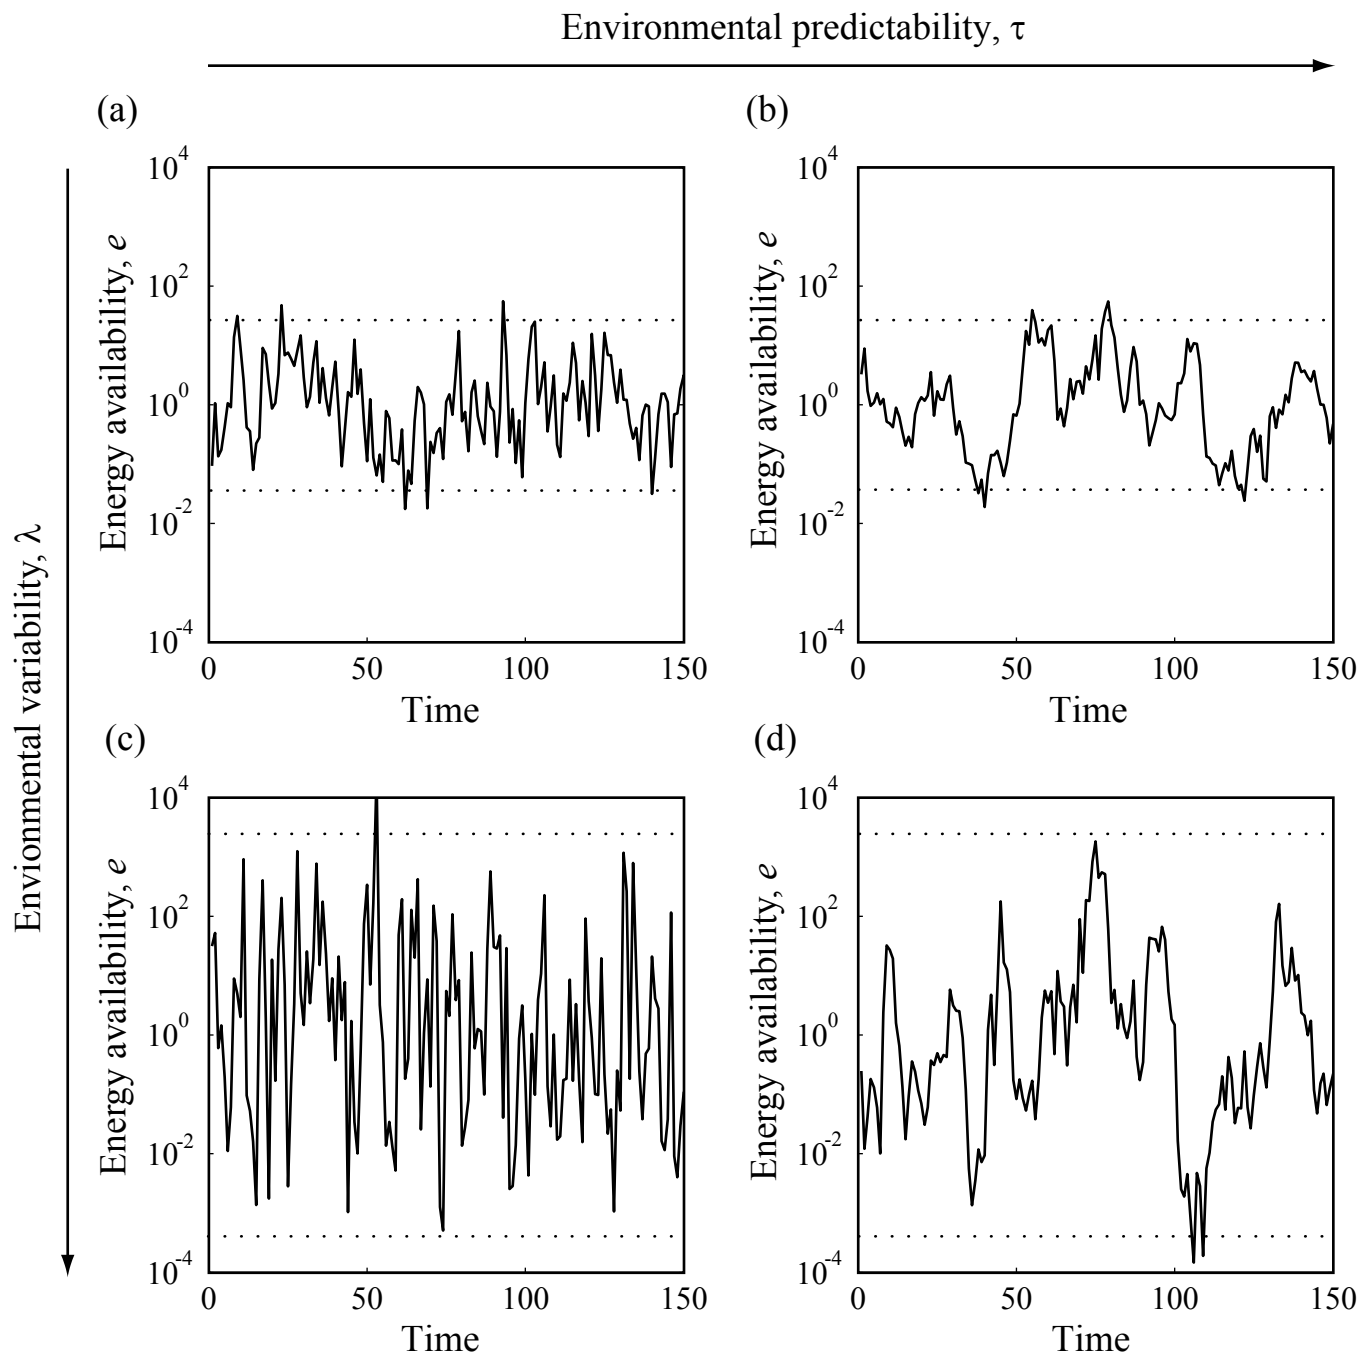 Environmental predictability, τ
Envionmental variability, λ
(a)
10^4
10^2
10^0
10^-2
10^-4
Energy availability, e
0 50 100 150
Time
(b)
10^4
10^2
10^0
10^-2
10^-4
Energy availability, e
0 50 100 150
Time
(c)
10^4
10^2
10^0
10^-2
10^-4
Energy availability, e
0 50 100 150
Time
(d)
10^4
10^2
10^0
10^-2
10^-4
Energy availability, e
0 50 100 150
Time